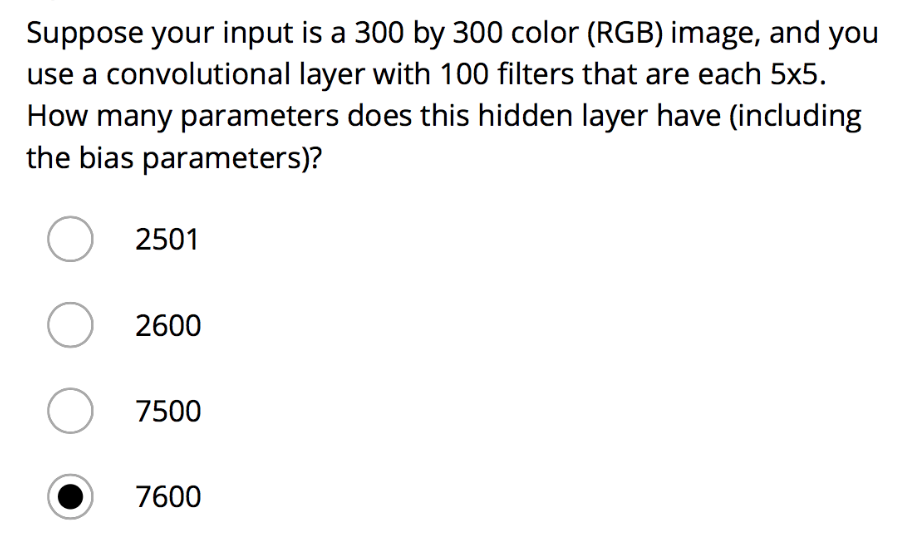 Suppose your input is a 300 by 300 color (RGB) image, and you
use a convolutional layer with 100 filters that are each 5x5.
How many parameters does this hidden layer have (including
the bias parameters)?
2501
2600
7500
7600